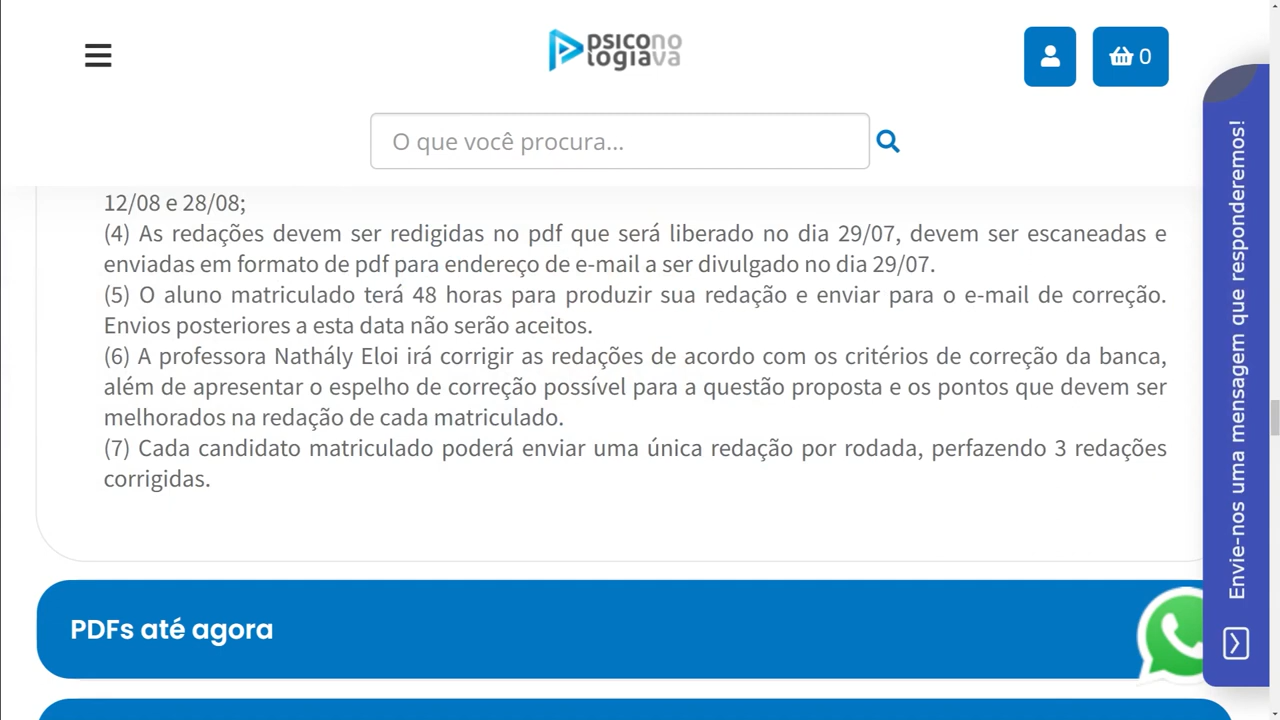 PSICO NO
LOGIA VA
0
O que você procura...
12/08 e 28/08;
(4) As redações devem ser redigidas no pdf que será liberado no dia 29/07, devem ser escaneadas e
enviadas em formato de pdf para endereço de e-mail a ser divulgado no dia 29/07.
(5) O aluno matriculado terá 48 horas para produzir sua redação e enviar para o e-mail de correção.
Envios posteriores a esta data não serão aceitos.
(6) A professora Nathály Eloi irá corrigir as redações de acordo com os critérios de correção da banca,
além de apresentar o espelho de correção possível para a questão proposta e os pontos que devem ser
melhorados na redação de cada matriculado.
(7) Cada candidato matriculado poderá enviar uma única redação por rodada, perfazendo 3 redações
corrigidas.
PDFs até agora
Envie-nos uma mensagem que responderemos!